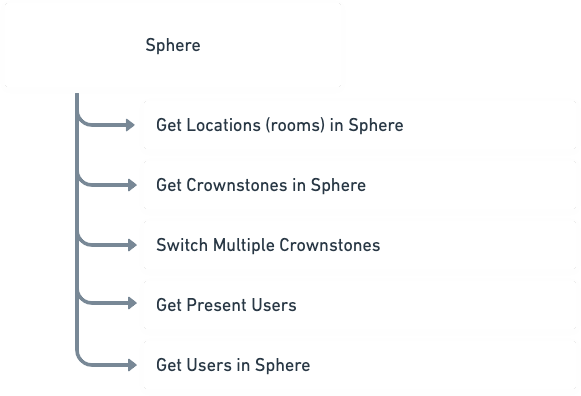 Sphere
Get Locations (rooms) in Sphere
Get Crownstones in Sphere
Switch Multiple Crownstones
Get Present Users
Get Users in Sphere